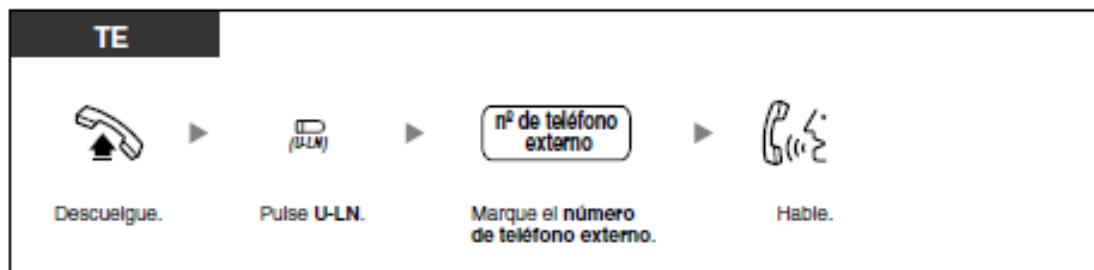 TE
(U-LN)
nº de teléfono
externo
Descuelgue.
Pulse U-LN.
Marque el número
de teléfono externo.
Hable.